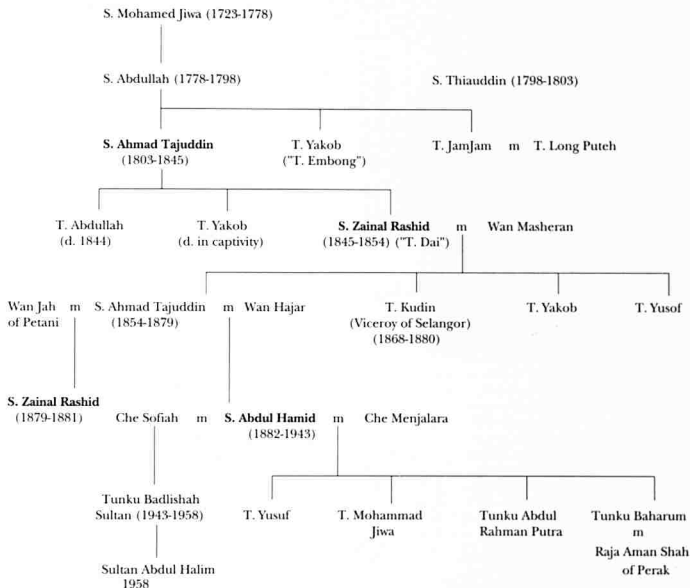 S. Mohamed Jiwa (1723-1778)
S. Abdullah (1778-1798)
S. Thiauddin (1798-1803)
S. Ahmad Tajuddin
(1803-1845)
T. Yakob
("T. Embong")
T. JamJam m T. Long Puteh
T. Abdullah
(d. 1844)
T. Yakob
(d. in captivity)
S. Zainal Rashid m Wan Masheran
(1845-1854) ("T. Dai")
Wan Jah m S. Ahmad Tajuddin m Wan Hajar
of Petani (1854-1879)
T. Kudin
(Viceroy of Selangor)
(1868-1880)
T. Yakob
T. Yusof
S. Zainal Rashid
(1879-1881)
Che Sofiah m S. Abdul Hamid m Che Menjalara
(1882-1943)
Tunku Badlishah
Sultan (1943-1958)
T. Yusuf
T. Mohammad
Jiwa
Tunku Abdul
Rahman Putra
Tunku Baharum
m
Raja Aman Shah
of Perak
Sultan Abdul Halim
1958